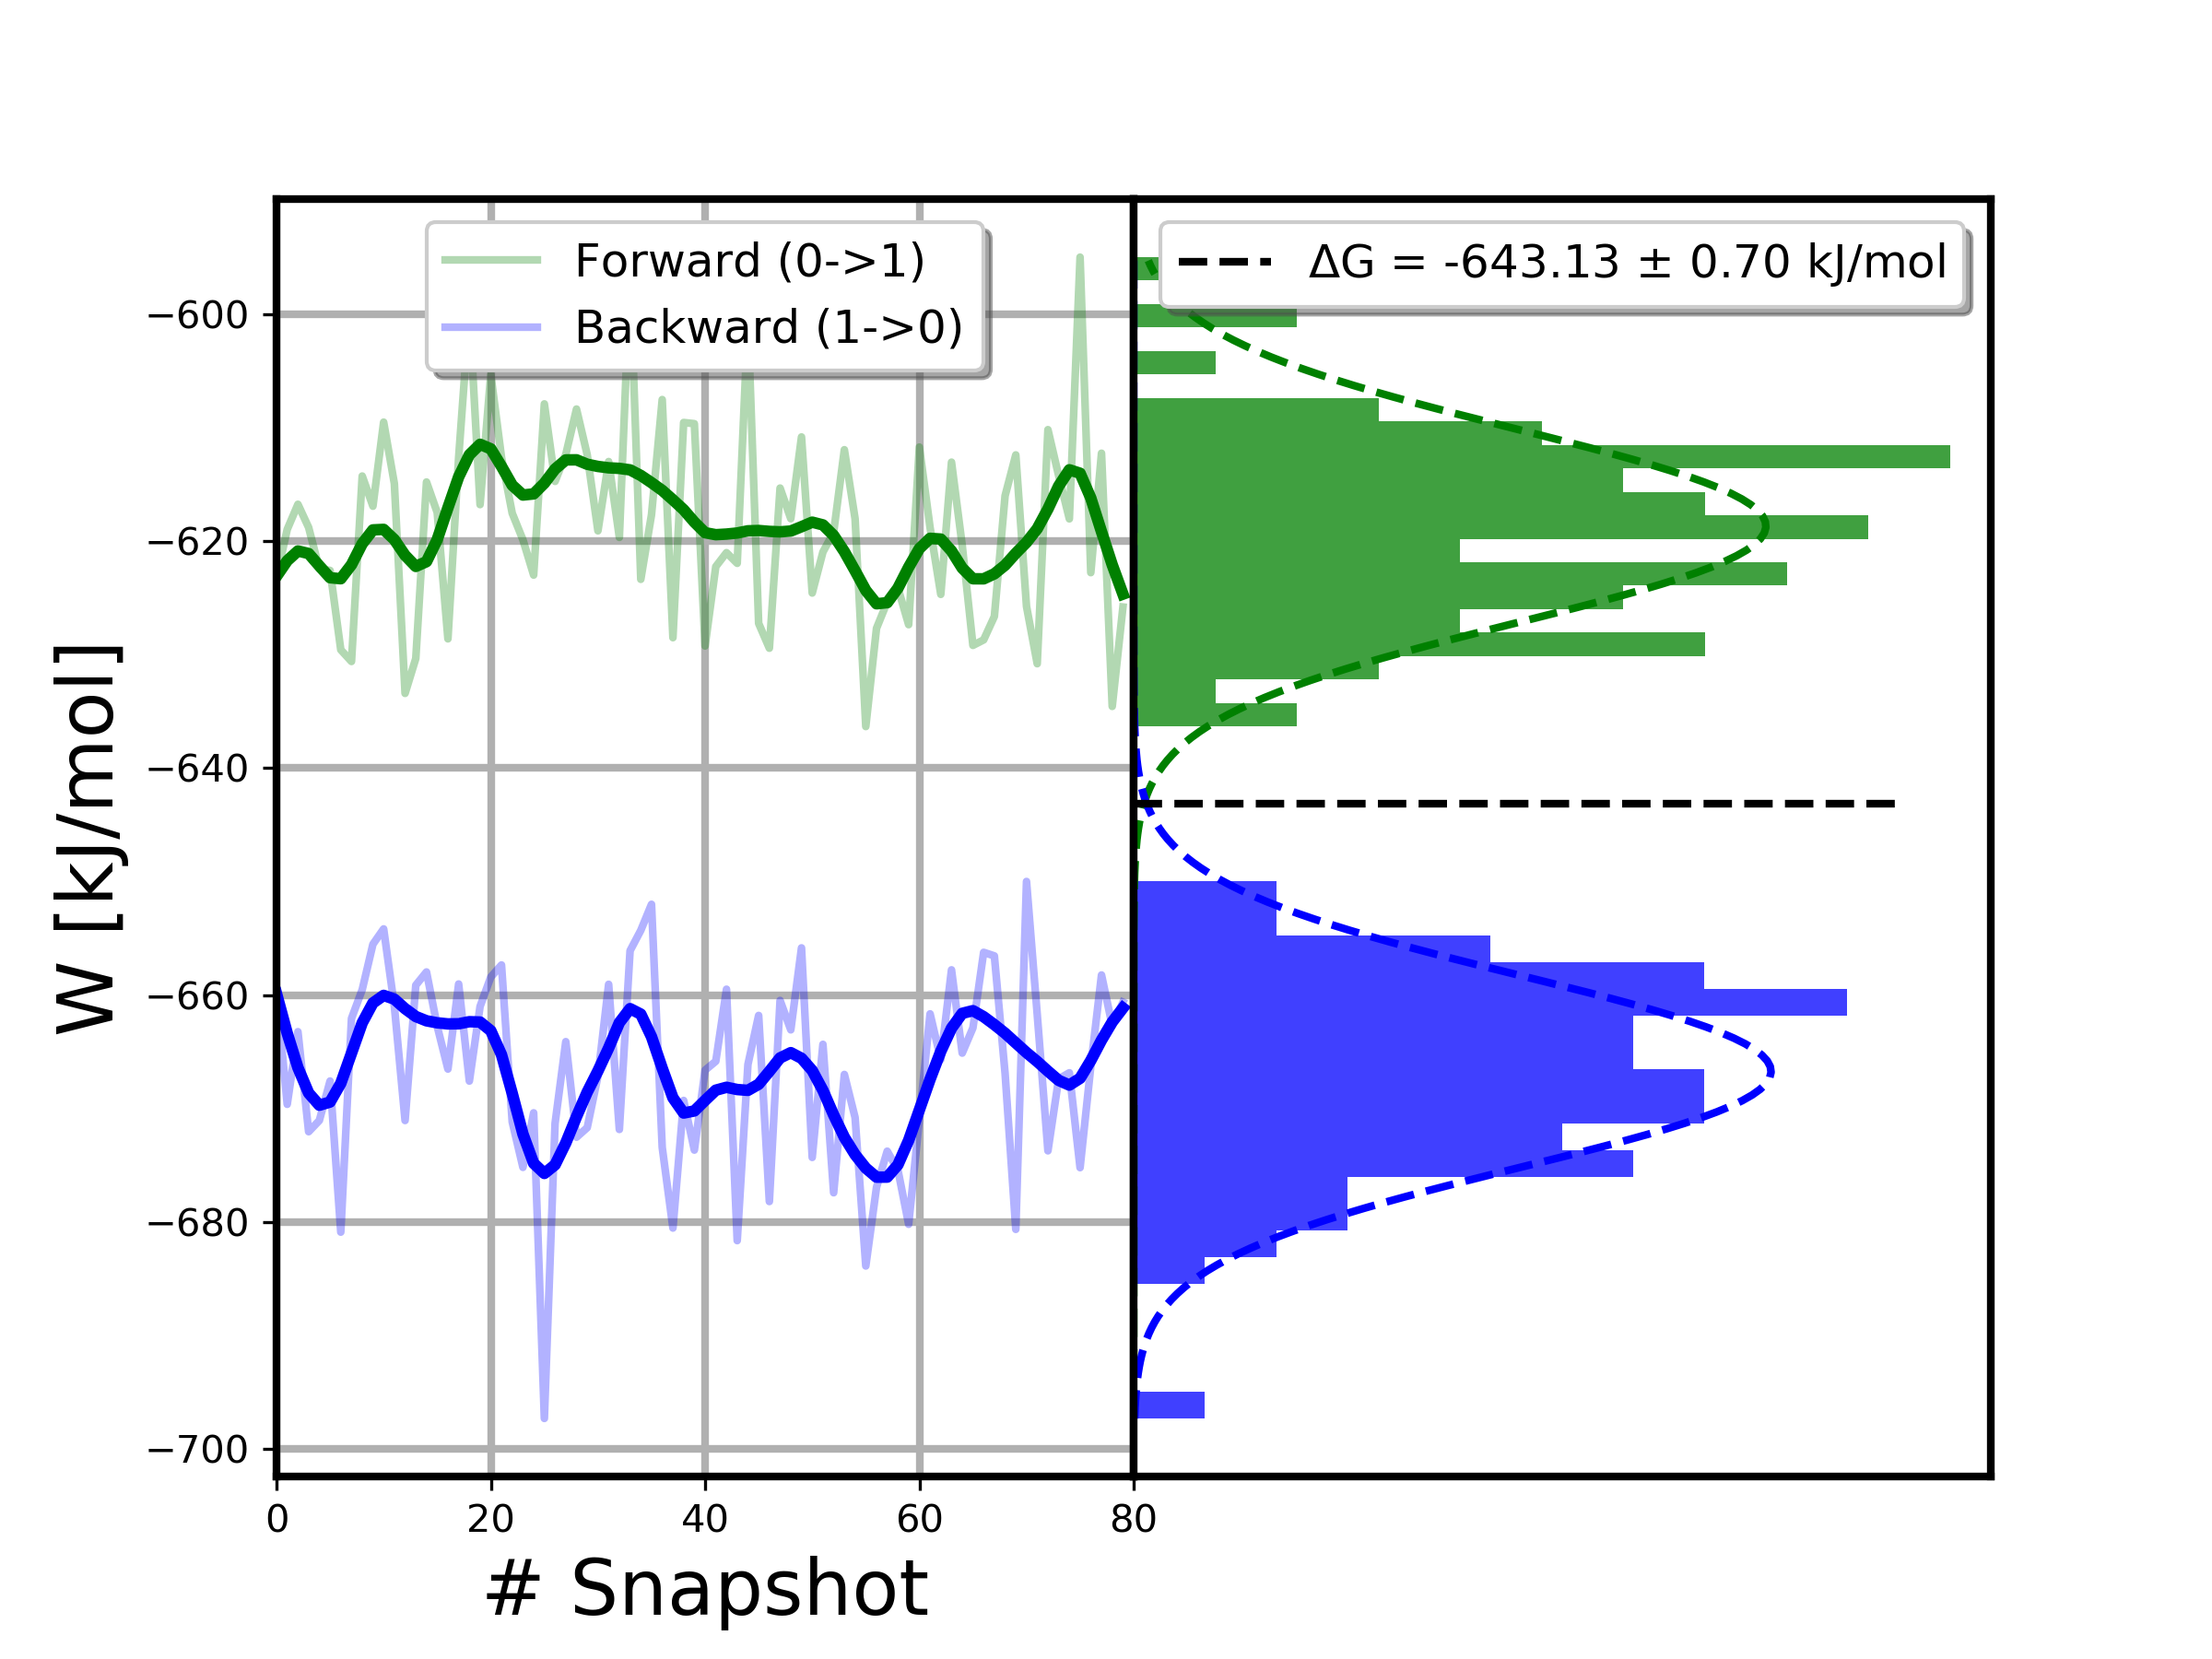 Forward (0->1)
Backward (1->0)
ΔG = -643.13 ± 0.70 kJ/mol
−600
−620
−640
−660
−680
−700
W [kJ/mol]
0 20 40 60 80
# Snapshot